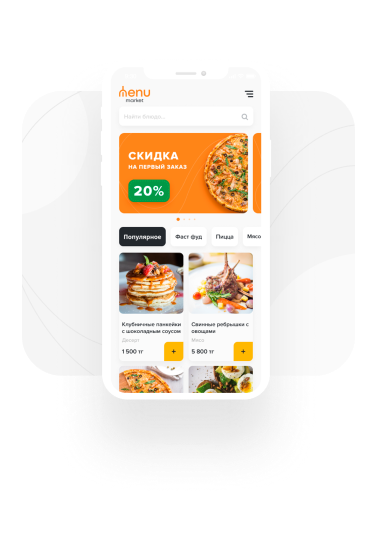 menu
market
Найти блюдо...
СКИДКА
НА ПЕРВЫЙ ЗАКАЗ
20%
Популярное
Фаст фуд
Пицца
Мясо
Клубничные панкейки
с шоколадным соусом
Десерт
1 500 тг
+
Свинные ребрышки с
овощами
Мясо
5 800 тг
+